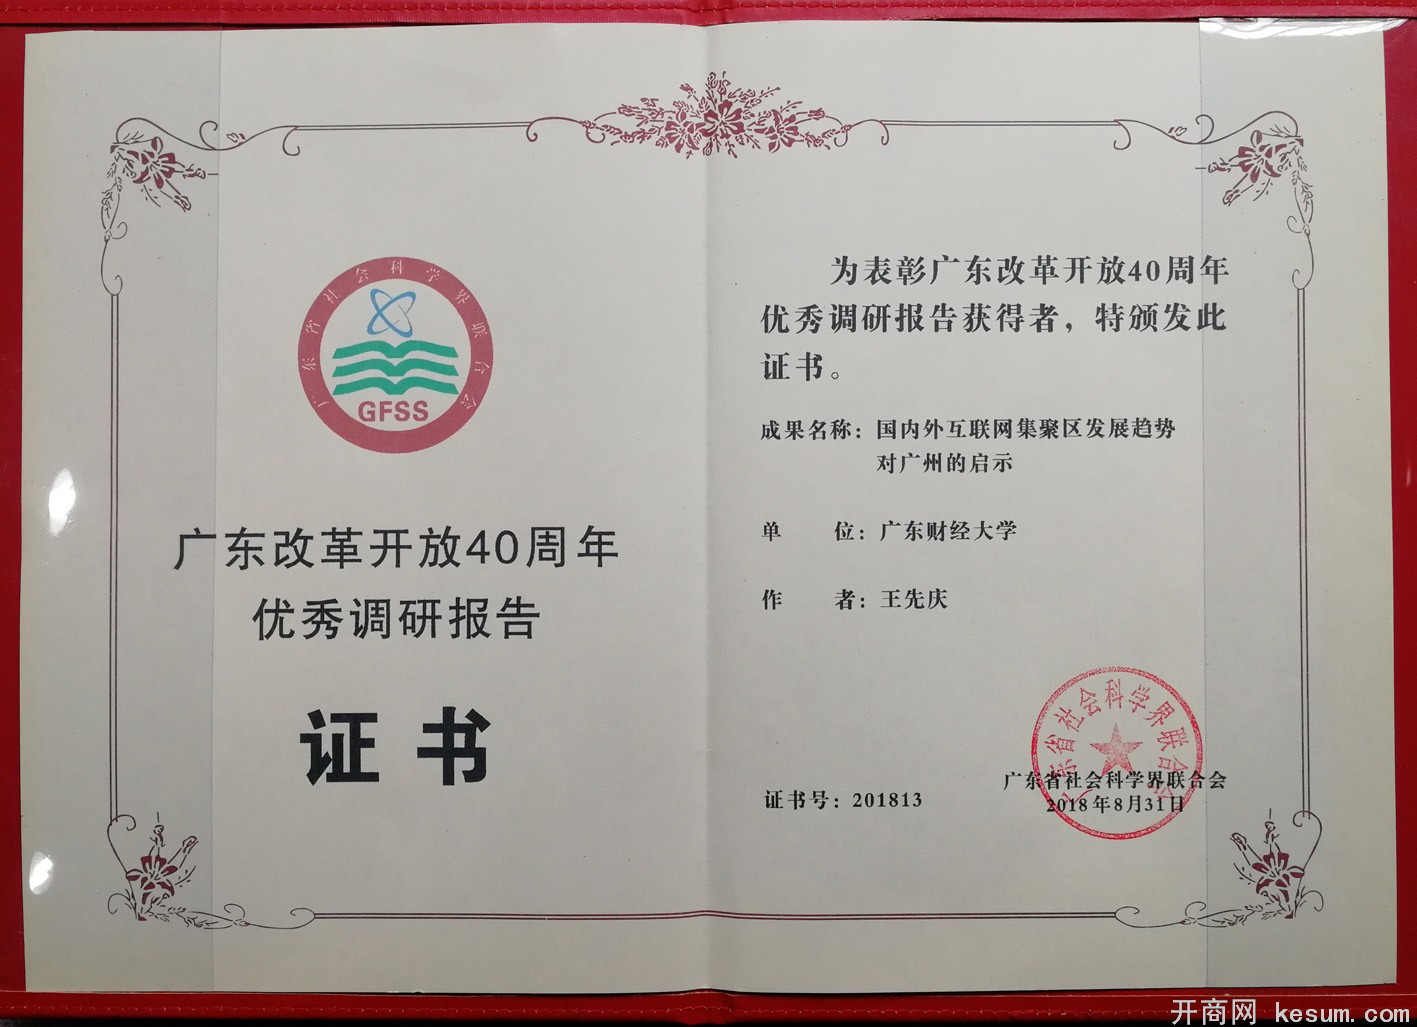 广东省社会科学界联合会
GFSS
广东改革开放40周年
优秀调研报告
证书
为表彰广东改革开放40周年
优秀调研报告获得者，特颁发此
证书。
成果名称：国内外互联网集聚区发展趋势
对广州的启示
单 位：广东财经大学
作 者：王先庆
证书号：201813
广东省社会科学界联合会
广东省社会科学界联合会
2018年8月31日
开商网 kesum.com